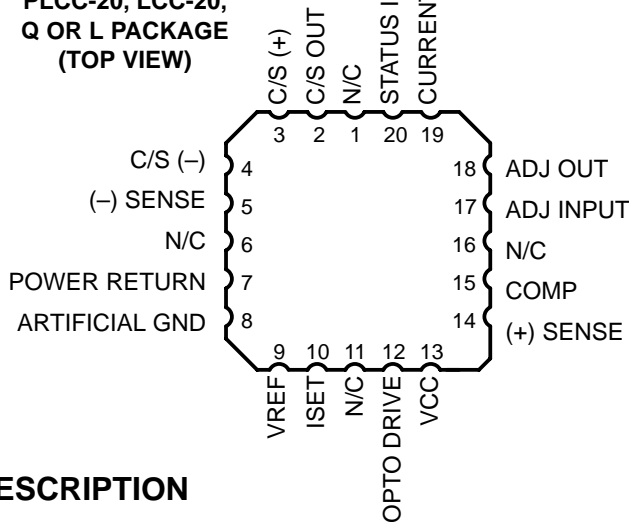 PLCC-20, LCC-20,
Q OR L PACKAGE
(TOP VIEW)
C/S (+)
C/S OUT
N/C
STATUS
CURRENT
3 2 1 20 19
C/S (–) 4
(–) SENSE 5
N/C 6
POWER RETURN 7
ARTIFICIAL GND 8
18 ADJ OUT
17 ADJ INPUT
16 N/C
15 COMP
14 (+) SENSE
9 10 11 12 13
VREF
ISET
N/C
OPTO DRIVE
VCC
ESCRIPTION